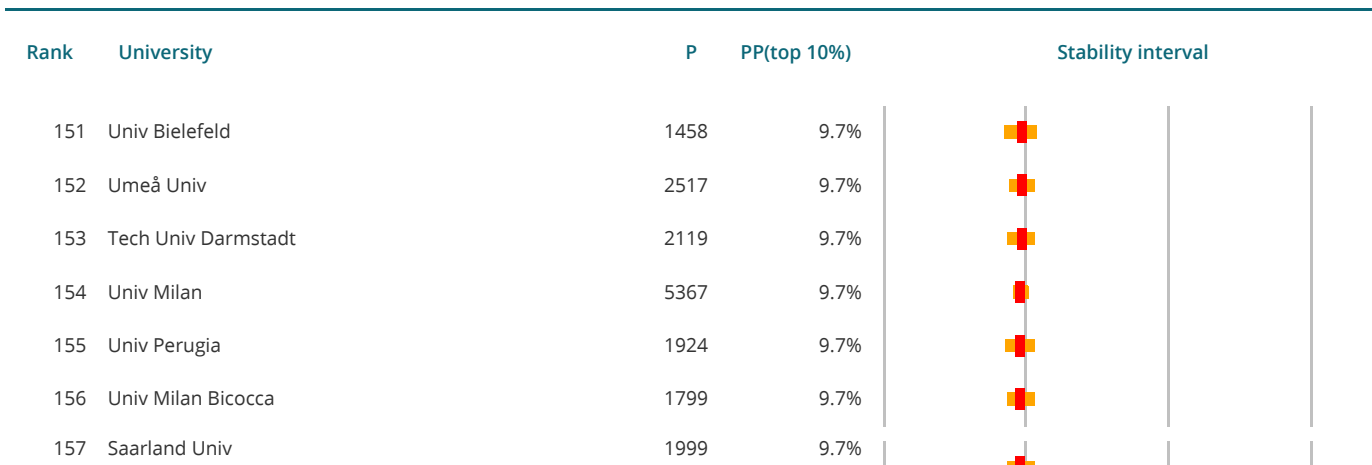 Rank University P PP(top 10%) Stability interval
151 Univ Bielefeld 1458 9.7%
152 Umeå Univ 2517 9.7%
153 Tech Univ Darmstadt 2119 9.7%
154 Univ Milan 5367 9.7%
155 Univ Perugia 1924 9.7%
156 Univ Milan Bicocca 1799 9.7%
157 Saarland Univ 1999 9.7%